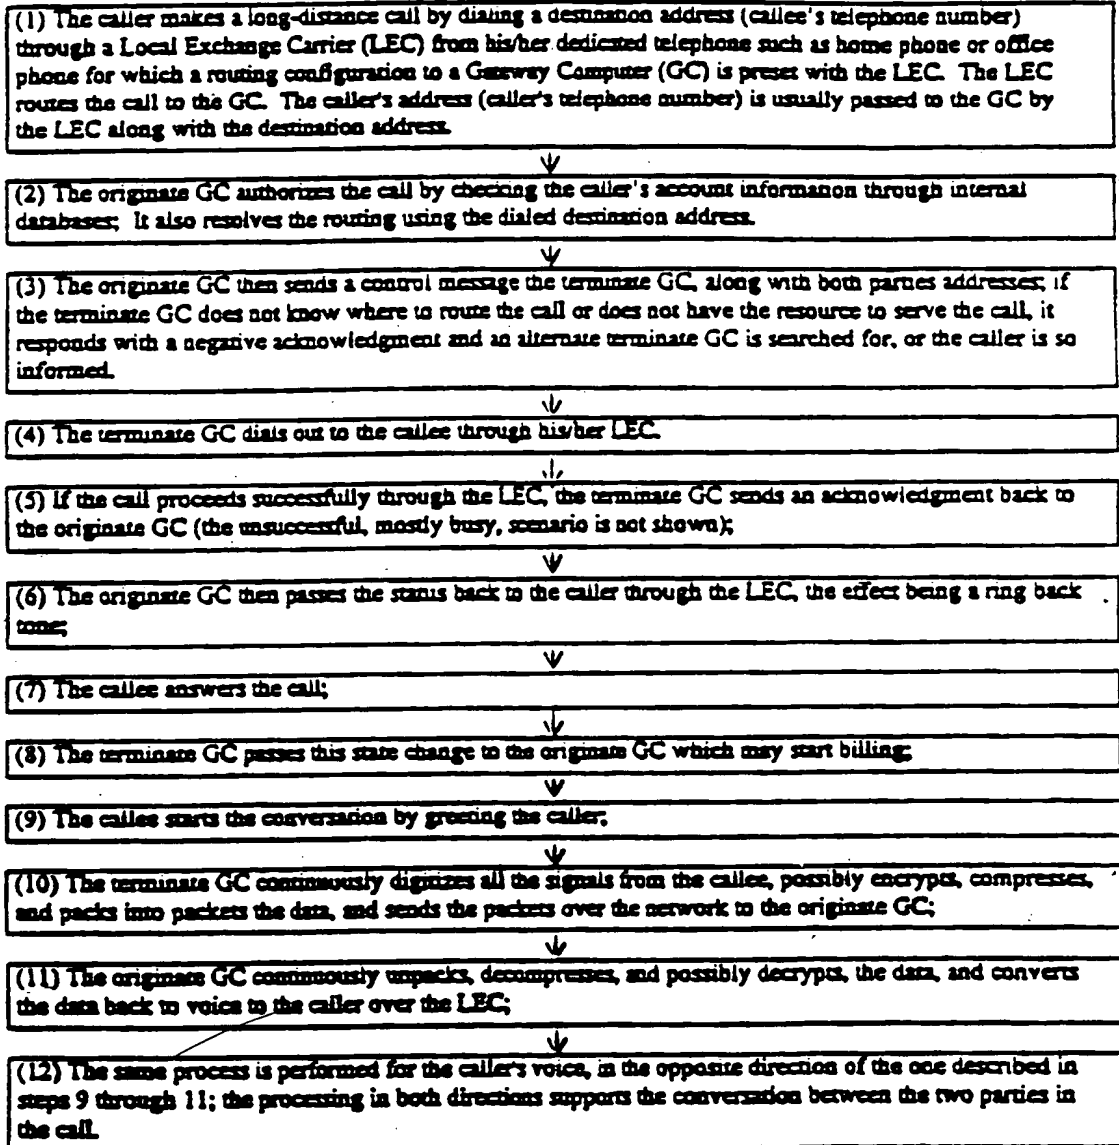 (1) The caller makes a long-distance call by dialing a destination address (callee's telephone number)
through a Local Exchange Carrier (LEC) from his/her dedicated telephone such as home phone or office
phone for which a routing configuration to a Gateway Computer (GC) is preset with the LEC. The LEC
routes the call to the GC. The caller's address (caller's telephone number) is usually passed to the GC by
the LEC along with the destination address.
(2) The originate GC authorizes the call by checking the caller's account information through internal
databases; It also resolves the routing using the dialed destination address.
(3) The originate GC then sends a control message the terminate GC, along with both parties addresses; if
the terminate GC does not know where to route the call or does not have the resource to serve the call, it
responds with a negative acknowledgment and an alternate terminate GC is searched for, or the caller is so
informed.
(4) The terminate GC dials out to the callee through his/her LEC.
(5) If the call proceeds successfully through the LEC, the terminate GC sends an acknowledgment back to
the originate GC (the unsuccessful, mostly busy, scenario is not shown);
(6) The originate GC then passes the status back to the caller through the LEC, the effect being a ring back
tone;
(7) The callee answers the call;
(8) The terminate GC passes this state change to the originate GC which may start billing;
(9) The callee starts the conversation by greeting the caller;
(10) The terminate GC continuously digitizes all the signals from the callee, possibly encrypts, compresses,
and packs into packets the data, and sends the packets over the network to the originate GC;
(11) The originate GC continuously unpacks, decompresses, and possibly decrypts, the data, and converts
the data back to voice to the caller over the LEC;
(12) The same process is performed for the caller's voice, in the opposite direction of the one described in
steps 9 through 11; the processing in both directions supports the conversation between the two parties in
the call.